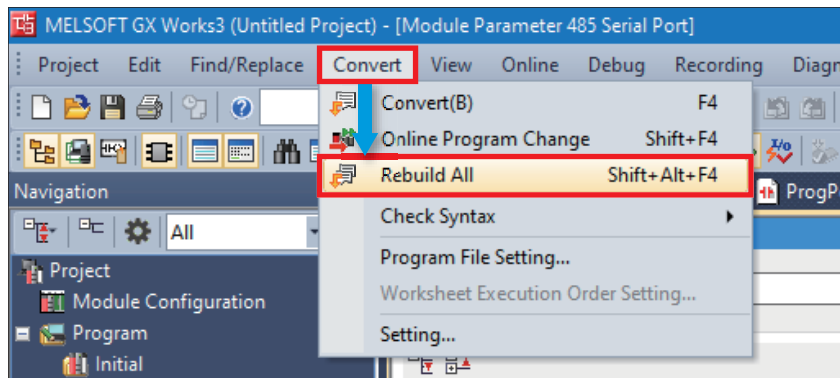 MELSOFT GX Works3 (Untitled Project) - [Module Parameter 485 Serial Port]
Project Edit Find/Replace Convert View Online Debug Recording Diagn
Convert(B) F4
Online Program Change Shift+F4
Rebuild All Shift+Alt+F4
Navigation
ProgP
Check Syntax
All
Program File Setting...
Project
Worksheet Execution Order Setting...
Module Configuration
Program
Setting...
Initial